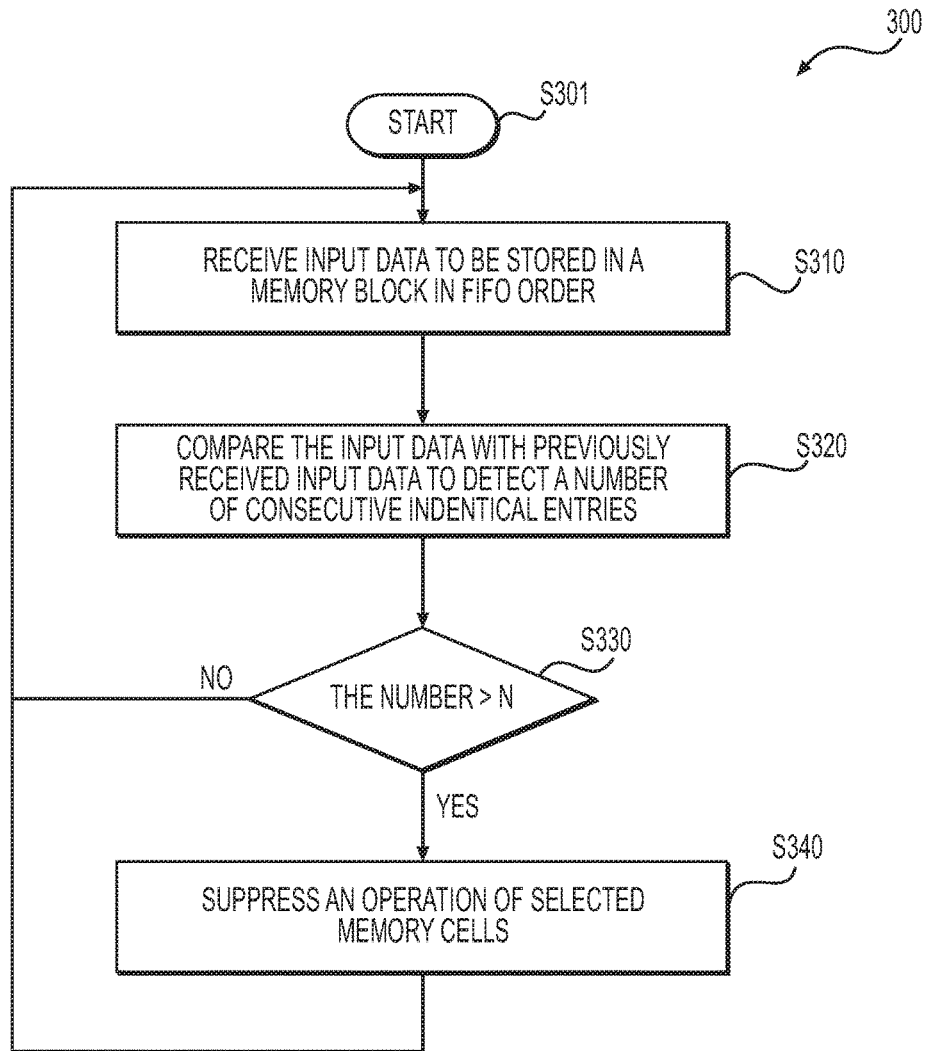 300
START
S301
RECEIVE INPUT DATA TO BE STORED IN A
MEMORY BLOCK IN FIFO ORDER
S310
COMPARE THE INPUT DATA WITH PREVIOUSLY
RECEIVED INPUT DATA TO DETECT A NUMBER
OF CONSECUTIVE INDENTICAL ENTRIES
S320
S330
NO
THE NUMBER > N
YES
S340
SUPPRESS AN OPERATION OF SELECTED
MEMORY CELLS